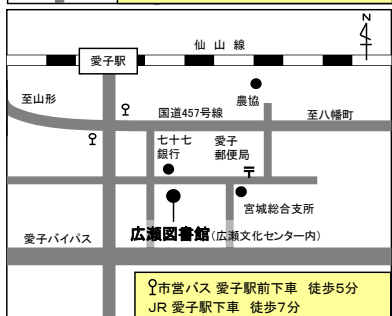 N
仙山線
愛子駅
農協
至山形
国道457号線
至八幡町
七十七
銀行
愛子
郵便局
〒
宮城総合支所
広瀬図書館(広瀬文化センター内)
愛子バイパス
市営バス 愛子駅前下車 徒歩5分
JR 愛子駅下車 徒歩7分